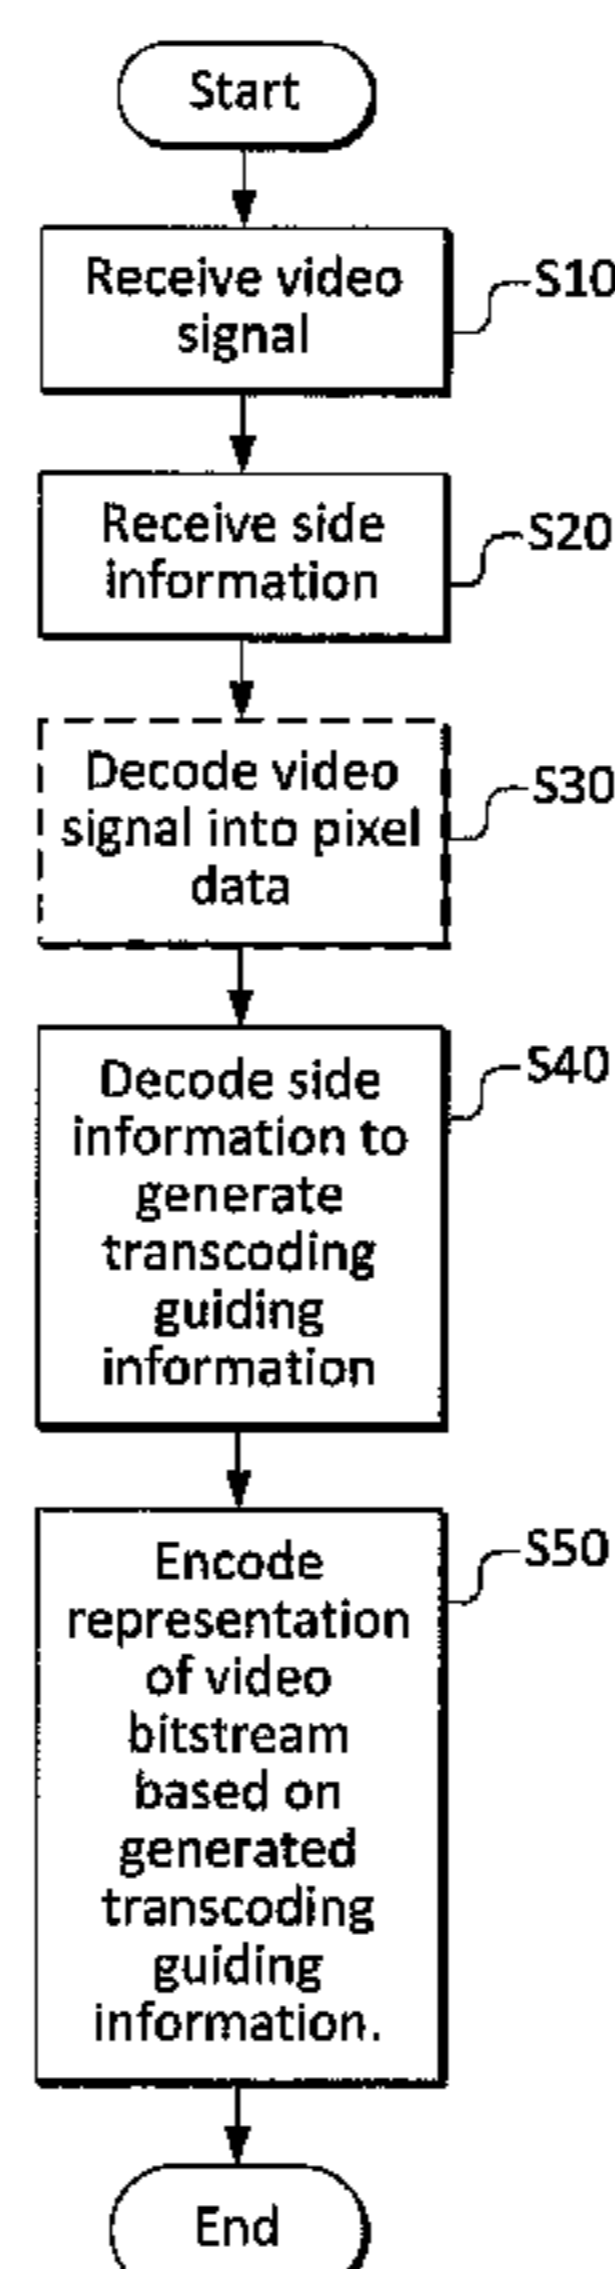 Start
Receive video
signal
S10
Receive side
information
S20
Decode video
signal into pixel
data
S30
Decode side
information to
generate
transcoding
guiding
information
S40
Encode
representation
of video
bitstream
based on
generated
transcoding
guiding
information.
S50
End